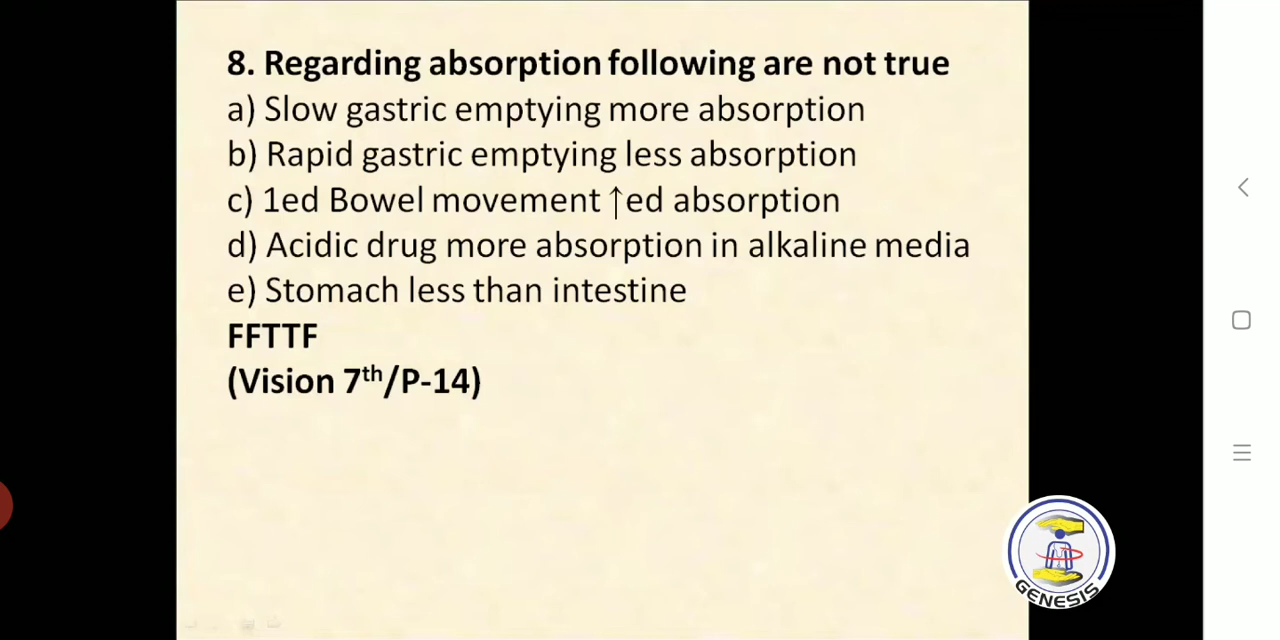 8. Regarding absorption following are not true
a) Slow gastric emptying more absorption
b) Rapid gastric emptying less absorption
c) 1ed Bowel movement ↑ed absorption
d) Acidic drug more absorption in alkaline media
e) Stomach less than intestine
FFTTF
(Vision 7th/P-14)
GENESIS